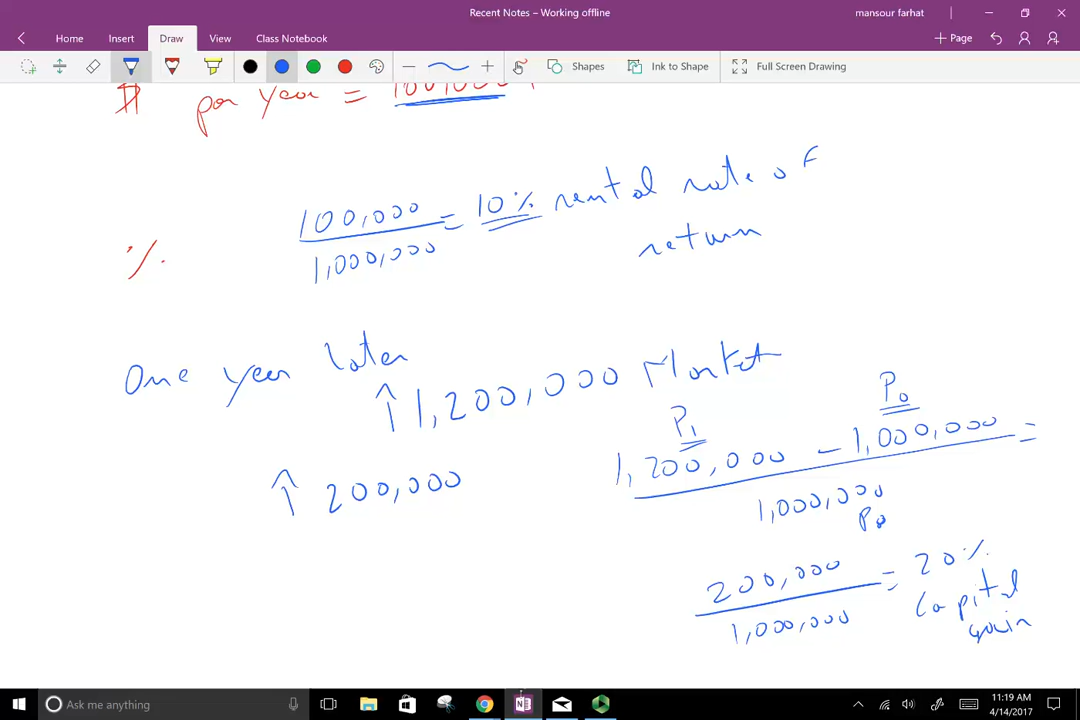 Recent Notes – Working offline
mansour farhat
Home Insert Draw View Class Notebook
Page
Shapes Ink to Shape Full Screen Drawing
$ per year = 100,000
100,000 / 1,000,000 = 10% rental rate of return
%
One year later
↑ 1,200,000 Market
P1 P0
1,200,000 – 1,000,000 =
1,000,000
P0
↑ 200,000
200,000 / 1,000,000 = 20%
Capital
gain
Ask me anything
11:19 AM
4/14/2017